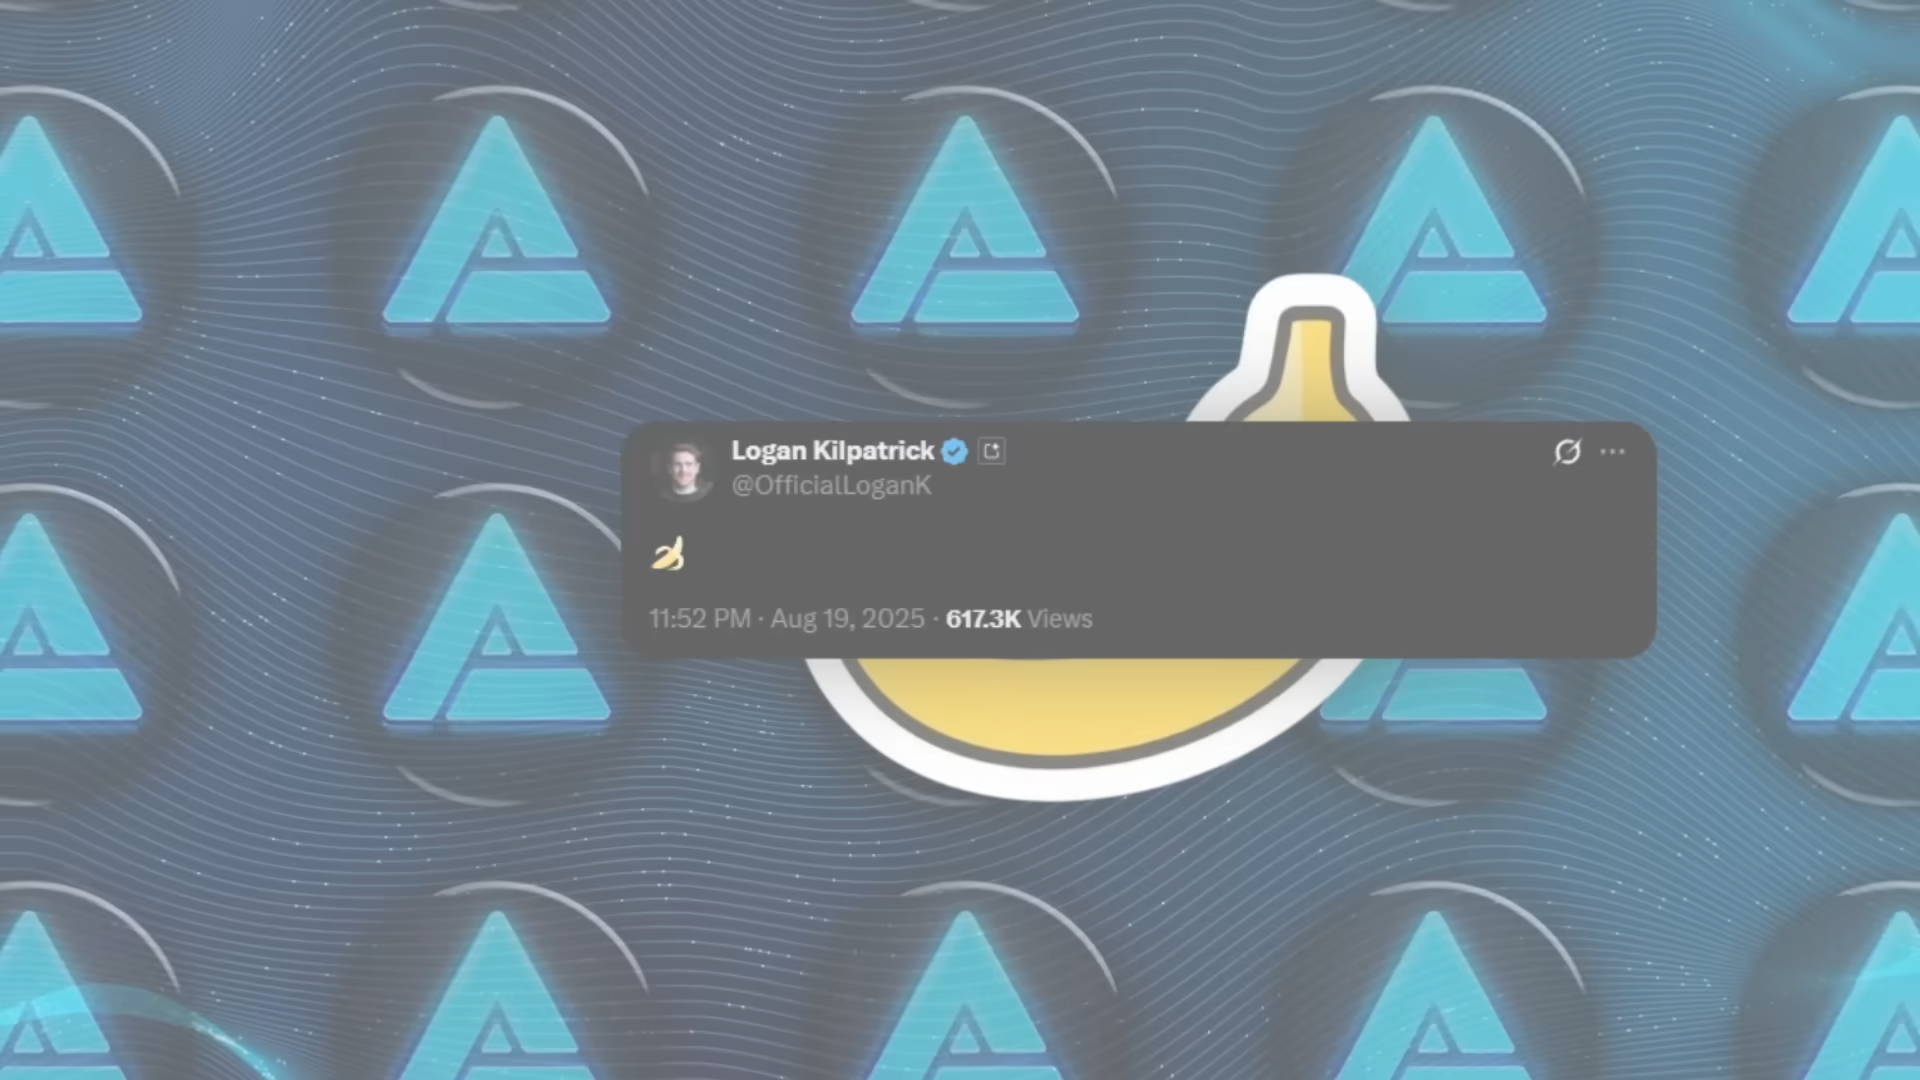 Logan Kilpatrick
@OfficialLoganK
🍌
11:52 PM · Aug 19, 2025 · 617.3K Views